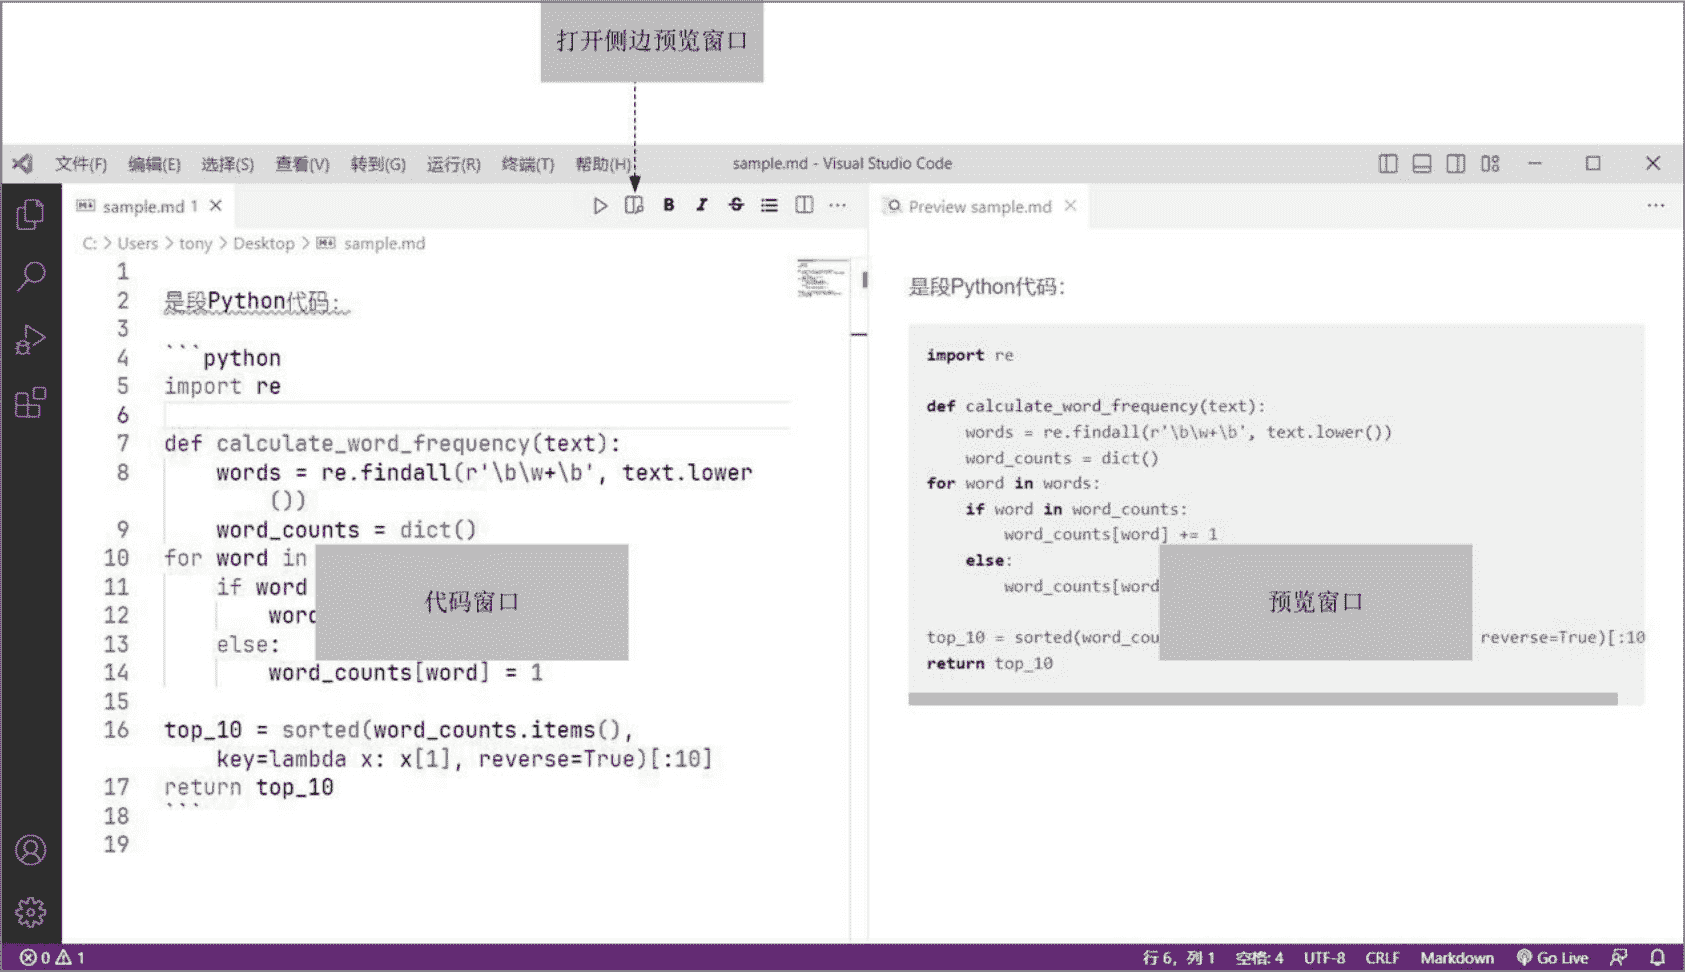 打开侧边预览窗口
文件(F) 编辑(E) 选择(S) 查看(V) 转到(G) 运行(R) 终端(T) 帮助(H) sample.md - Visual Studio Code
sample.md 1
C: > Users > tony > Desktop > sample.md
1
2 是段Python代码:
3
4 ```python
5 import re
6
7 def calculate_word_frequency(text):
8 words = re.findall(r'\b\w+\b', text.lower
())
9 word_counts = dict()
10 for word in
11 if word
12 word
13 else:
14 word_counts[word] = 1
15
16 top_10 = sorted(word_counts.items(),
key=lambda x: x[1], reverse=True)[:10]
17 return top_10
18 ```
19
代码窗口
Preview sample.md
是段Python代码:
import re
def calculate_word_frequency(text):
words = re.findall(r'\b\w+\b', text.lower())
word_counts = dict()
for word in words:
if word in word_counts:
word_counts[word] += 1
else:
word_counts[word
top_10 = sorted(word_cou reverse=True)[:10
return top_10
预览窗口
0 1 行 6, 列 1 空格: 4 UTF-8 CRLF Markdown Go Live